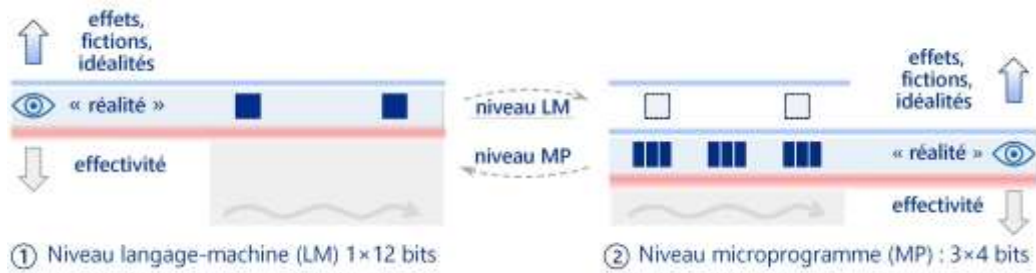 effets,
fictions,
idéalités
« réalité »
effectivité
① Niveau langage-machine (LM) 1×12 bits
niveau LM
niveau MP
effets,
fictions,
idéalités
« réalité »
effectivité
② Niveau microprogramme (MP) : 3×4 bits